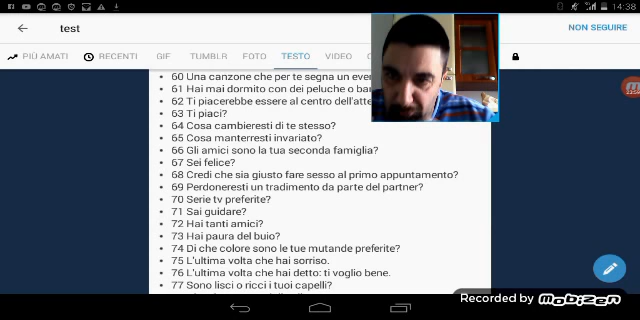 14:38
test
NON SEGUIRE
PIÙ AMATI RECENTI GIF TUMBLR FOTO TESTO VIDEO
60 Una canzone che per te segna un
61 Hai mai dormito con dei peluche o
62 Ti piacerebbe essere al centro
63 Ti piaci?
64 Cosa cambieresti di te stesso?
65 Cosa manterresti invariato?
66 Gli amici sono la tua seconda famiglia?
67 Sei felice?
68 Credi che sia giusto fare sesso al primo appuntamento?
69 Perdoneresti un tradimento da parte del partner?
70 Serie tv preferite?
71 Sai guidare?
72 Hai tanti amici?
73 Hai paura del buio?
74 Di che colore sono le tue mutande preferite?
75 L'ultima volta che hai sorriso.
76 L'ultima volta che hai detto: ti voglio bene.
77 Sono lisci o ricci i tuoi capelli?
Recorded by Mobizen